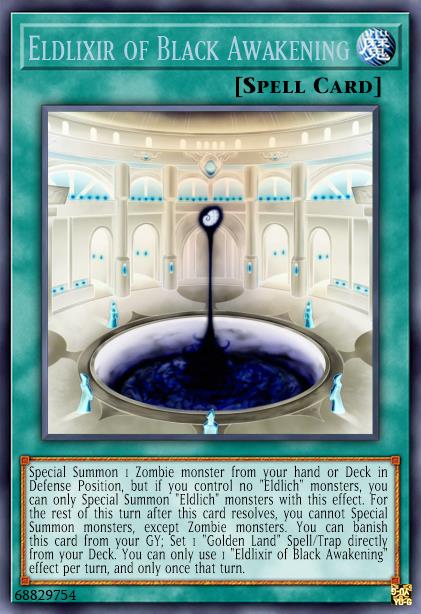 Eldlixir of Black Awakening 魔
[Spell Card]
Special Summon 1 Zombie monster from your hand or Deck in
Defense Position, but if you control no "Eldlich" monsters, you
can only Special Summon "Eldlich" monsters with this effect. For
the rest of this turn after this card resolves, you cannot Special
Summon monsters, except Zombie monsters. You can banish
this card from your GY; Set 1 "Golden Land" Spell/Trap directly
from your Deck. You can only use 1 "Eldlixir of Black Awakening"
effect per turn, and only once that turn.
68829754